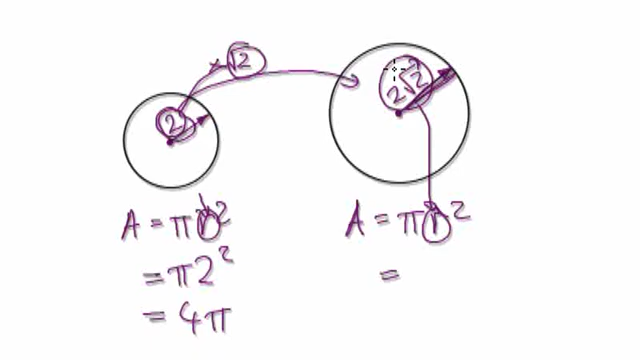 ×√2
2
2√2
A = πr²
= π2²
= 4π
A = πr²
=